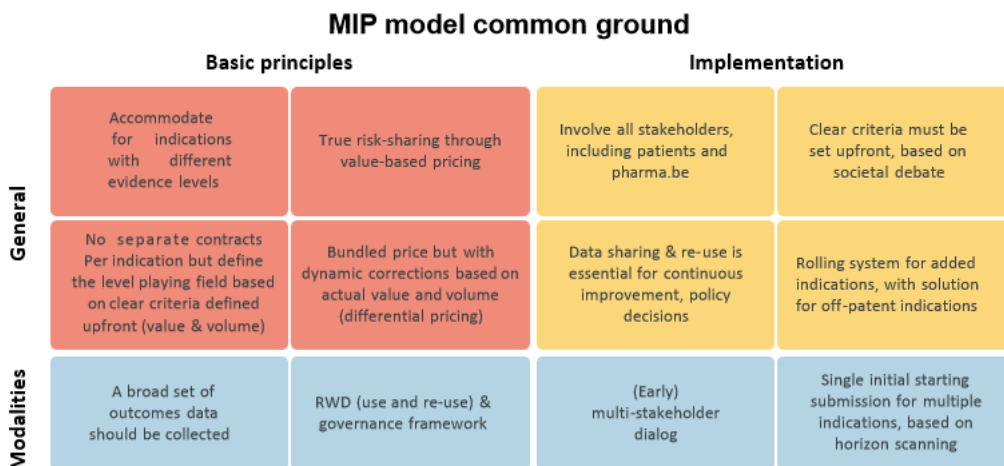 MIP model common ground
Basic principles
Implementation
General
Accommodate
for indications
with different
evidence levels
True risk-sharing through
value-based pricing
Involve all stakeholders,
including patients and
pharma.be
Clear criteria must be
set upfront, based on
societal debate
No separate contracts
Per indication but define
the level playing field based
on clear criteria defined
upfront (value & volume)
Bundled price but with
dynamic corrections based on
actual value and volume
(differential pricing)
Data sharing & re-use is
essential for continuous
improvement, policy
decisions
Rolling system for added
indications, with solution
for off-patent indications
Modalities
A broad set of
outcomes data
should be collected
RWD (use and re-use) &
governance framework
(Early)
multi-stakeholder
dialog
Single initial starting
submission for multiple
indications, based on
horizon scanning